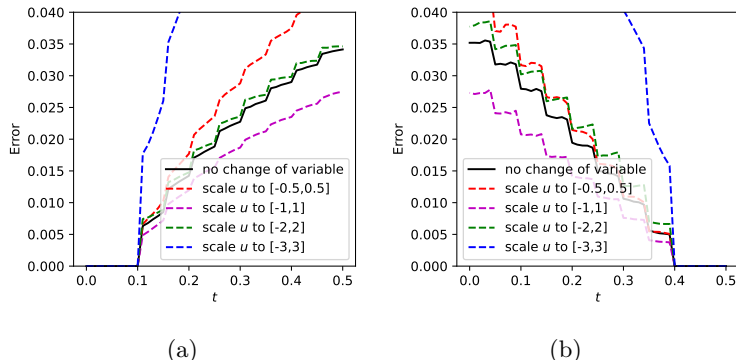 0.040
0.035
0.030
0.025
0.020
0.015
0.010
0.005
0.000
Error
no change of variable
scale u to [-0.5,0.5]
scale u to [-1,1]
scale u to [-2,2]
scale u to [-3,3]
0.0 0.1 0.2 0.3 0.4 0.5
t
(a)
0.040
0.035
0.030
0.025
0.020
0.015
0.010
0.005
0.000
Error
no change of variable
scale u to [-0.5,0.5]
scale u to [-1,1]
scale u to [-2,2]
scale u to [-3,3]
0.0 0.1 0.2 0.3 0.4 0.5
t
(b)